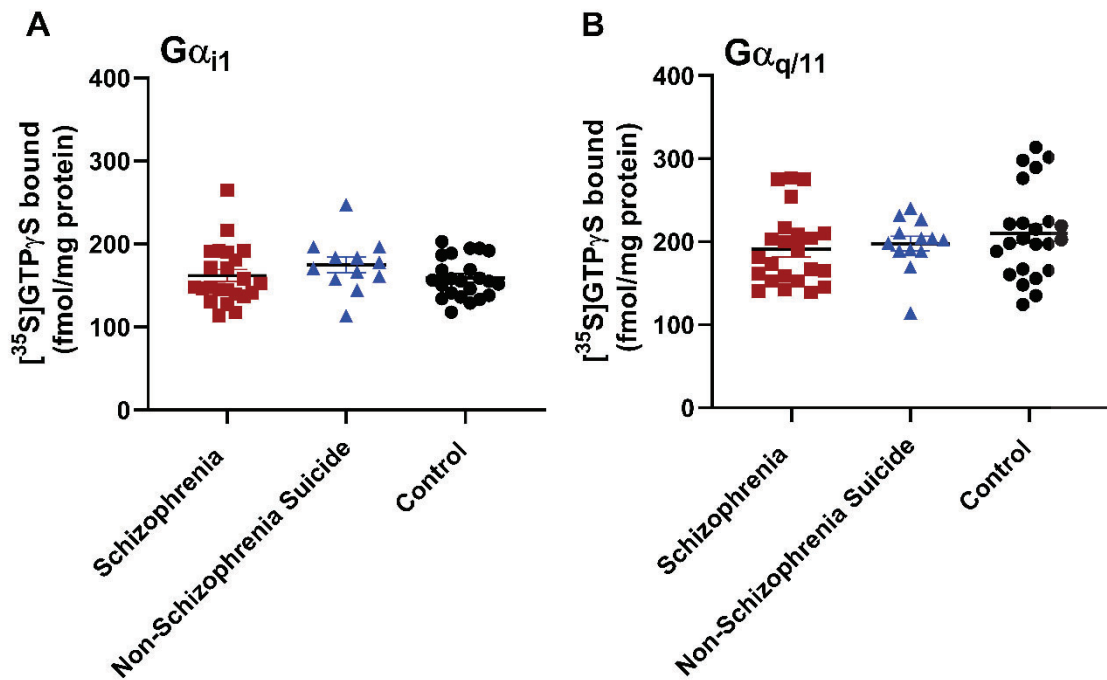 A
Gαi1
[35S]GTPγS bound
(fmol/mg protein)
400
300
200
100
0
Schizophrenia
Non-Schizophrenia Suicide
Control
B
Gαq/11
[35S]GTPγS bound
(fmol/mg protein)
400
300
200
100
0
Schizophrenia
Non-Schizophrenia Suicide
Control